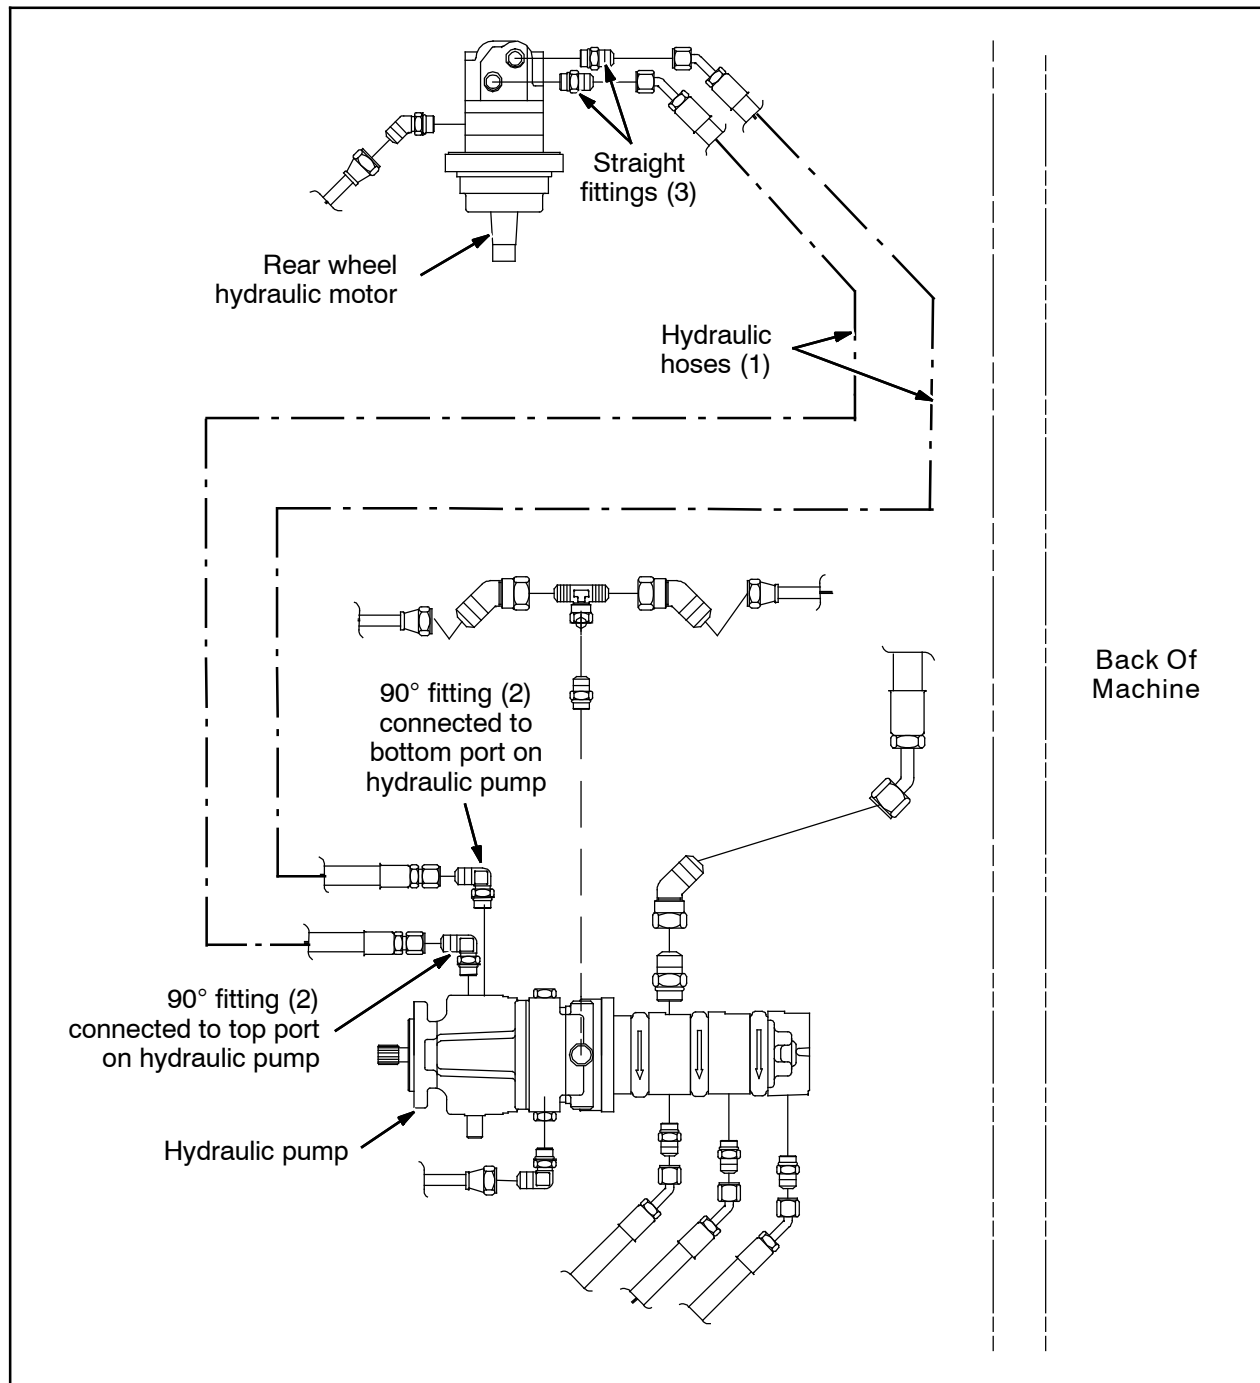 Straight
fittings (3)
Rear wheel
hydraulic motor
Hydraulic
hoses (1)
Back Of
Machine
90° fitting (2)
connected to
bottom port on
hydraulic pump
90° fitting (2)
connected to top port
on hydraulic pump
Hydraulic pump